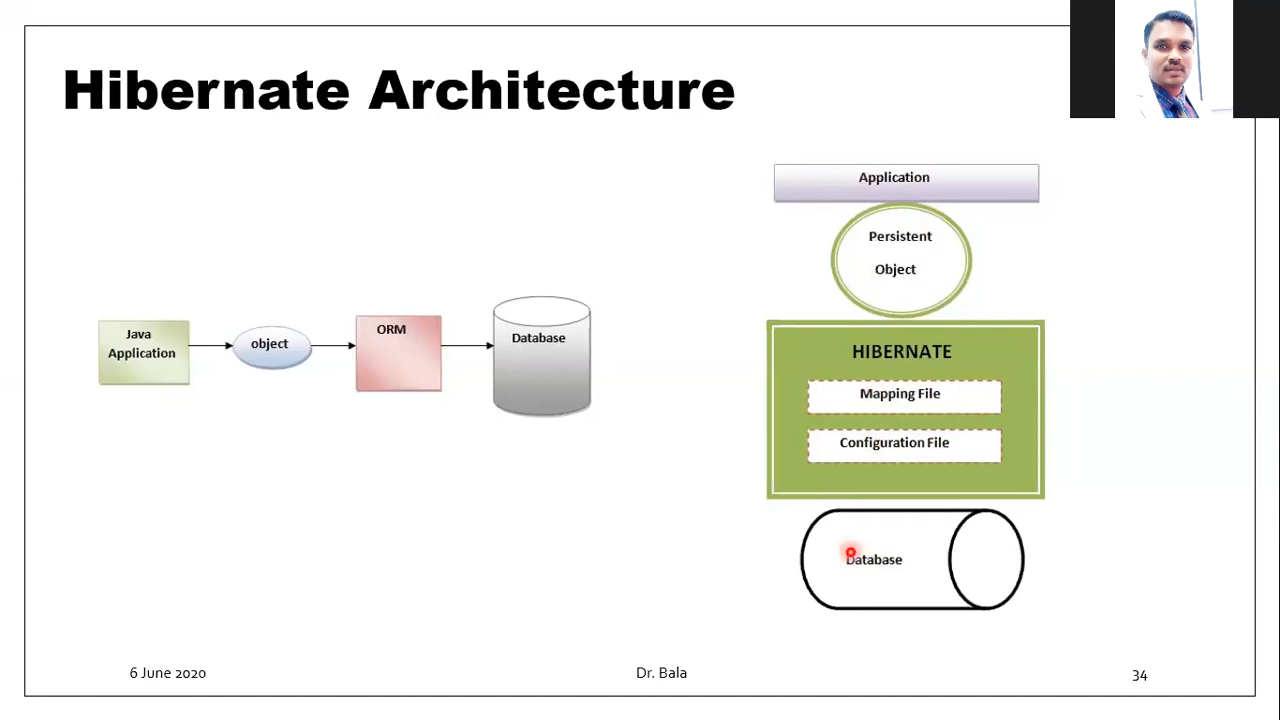 Hibernate Architecture
Java
Application
object
ORM
Database
Application
Persistent
Object
HIBERNATE
Mapping File
Configuration File
Database
6 June 2020
Dr. Bala
34